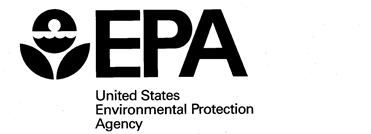 EPA
United States
Environmental Protection
Agency